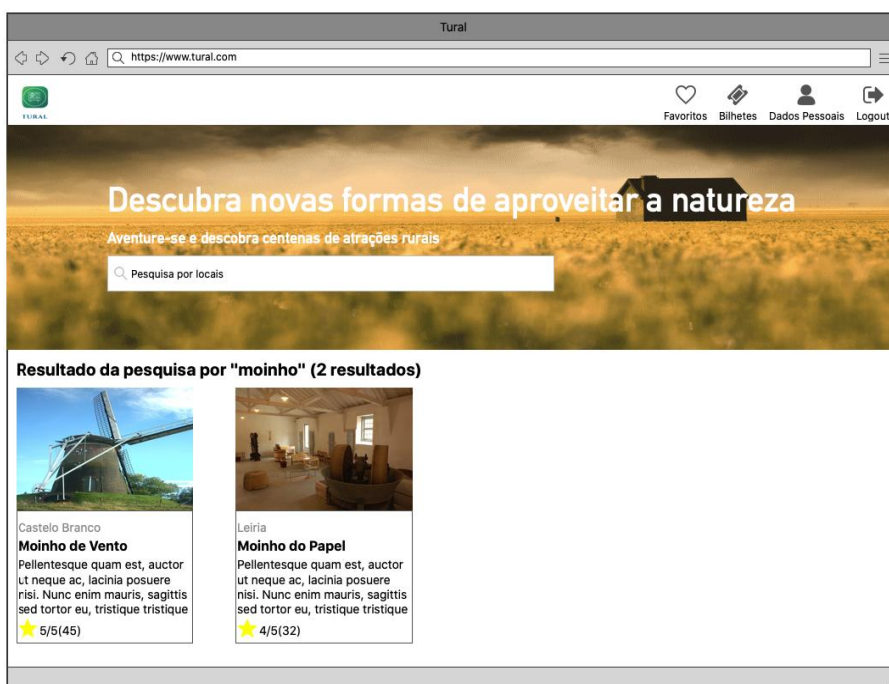 Tural
https://www.tural.com
TURAL
Favoritos
Bilhetes
Dados Pessoais
Logout
Descubra novas formas de aproveitar a natureza
Aventure-se e descobra centenas de atrações rurais
Pesquisa por locais
Resultado da pesquisa por "moinho" (2 resultados)
Castelo Branco
Moinho de Vento
Pellentesque quam est, auctor
ut neque ac, lacinia posuere
nisi. Nunc enim mauris, sagittis
sed tortor eu, tristique tristique
5/5(45)
Leiria
Moinho do Papel
Pellentesque quam est, auctor
ut neque ac, lacinia posuere
nisi. Nunc enim mauris, sagittis
sed tortor eu, tristique tristique
4/5(32)